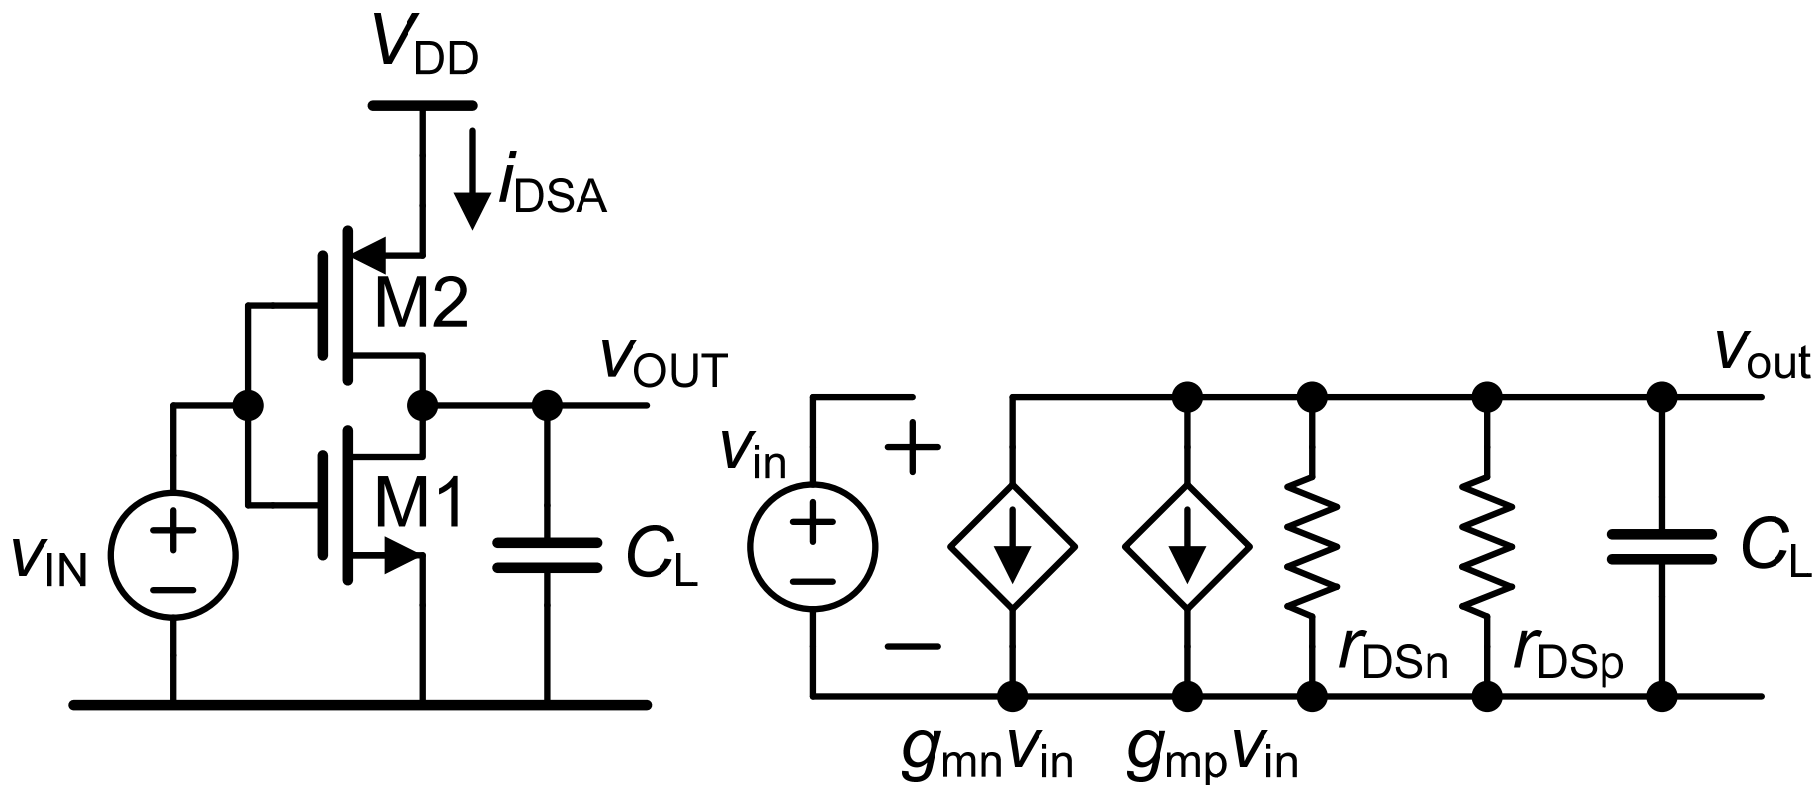 VDD
iDSA
M2
vOUT
M1
vIN
CL
vout
vin
+
−
CL
rDSn
rDSp
gmnvin
gmpvin